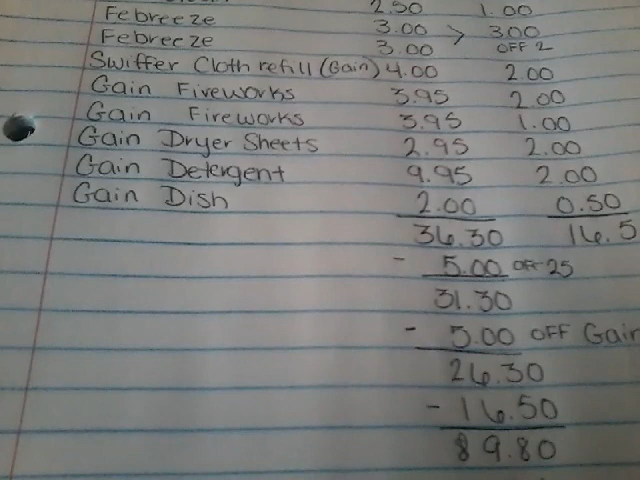 2.50 1.00
Febreeze 3.00 > 3.00
Febreeze 3.00 OFF 2
Swiffer Cloth refill (Gain) 4.00 2.00
Gain Fireworks 3.95 2.00
Gain Fireworks 3.95 1.00
Gain Dryer Sheets 2.95 2.00
Gain Detergent 9.95 2.00
Gain Dish 2.00 0.50
36.30 16.5
- 5.00 OFF 25
31.30
- 5.00 OFF Gain
26.30
- 16.50
$9.80